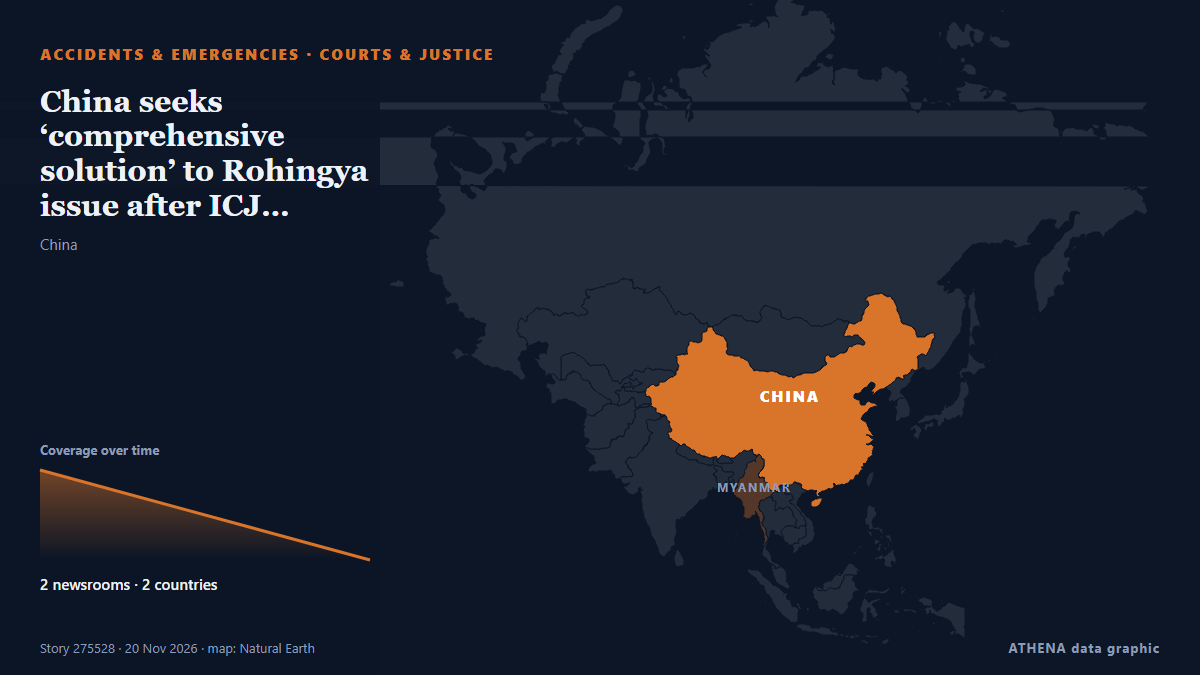 ACCIDENTS & EMERGENCIES · COURTS & JUSTICE
China seeks
‘comprehensive
solution’ to Rohingya
issue after ICJ...
China
CHINA
MYANMAR
Coverage over time
2 newsrooms · 2 countries
Story 275528 · 20 Nov 2026 · map: Natural Earth
ATHENA data graphic